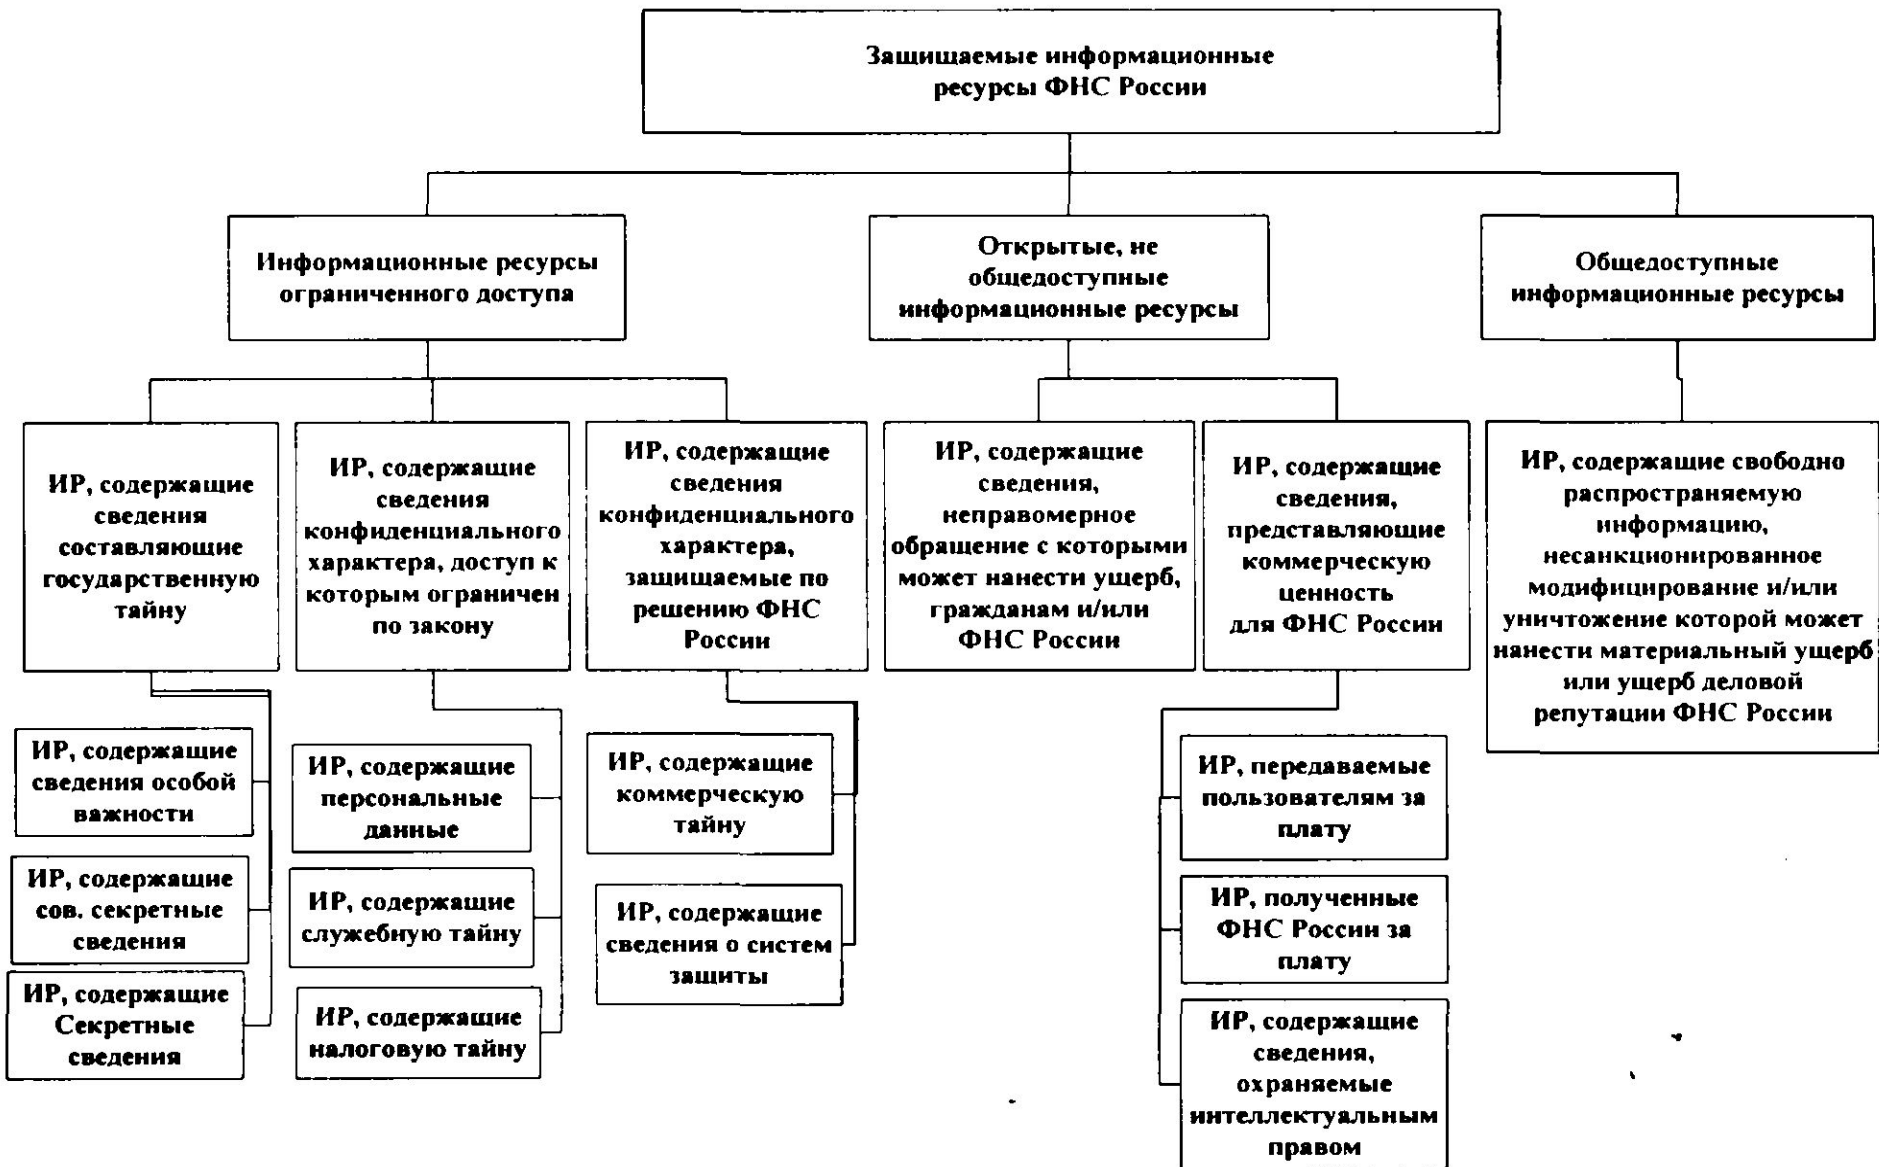 Защищаемые информационные
ресурсы ФНС России
Информационные ресурсы
ограниченного доступа
Открытые, не
общедоступные
информационные ресурсы
Общедоступные
информационные ресурсы
ИР, содержащие
сведения
составляющие
государственную
тайну
ИР, содержащие
сведения
конфиденциального
характера, доступ к
которым ограничен
по закону
ИР, содержащие
сведения
конфиденциального
характера,
защищаемые по
решению ФНС
России
ИР, содержащие
сведения,
неправомерное
обращение с которыми
может нанести ущерб,
гражданам и/или
ФНС России
ИР, содержащие
сведения,
представляющие
коммерческую
ценность
для ФНС России
ИР, содержащие свободно
распространяемую
информацию,
несанкционированное
модифицирование и/или
уничтожение которой может
нанести материальный ущерб
или ущерб деловой
репутации ФНС России
ИР, содержащие
сведения особой
важности
ИР, содержащие
сов. секретные
сведения
ИР, содержащие
Секретные
сведения
ИР, содержащие
персональные
данные
ИР, содержащие
служебную тайну
ИР, содержащие
налоговую тайну
ИР, содержащие
коммерческую
тайну
ИР, содержащие
сведения о систем
защиты
ИР, передаваемые
пользователям за
плату
ИР, полученные
ФНС России за
плату
ИР, содержащие
сведения,
охраняемые
интеллектуальным
правом